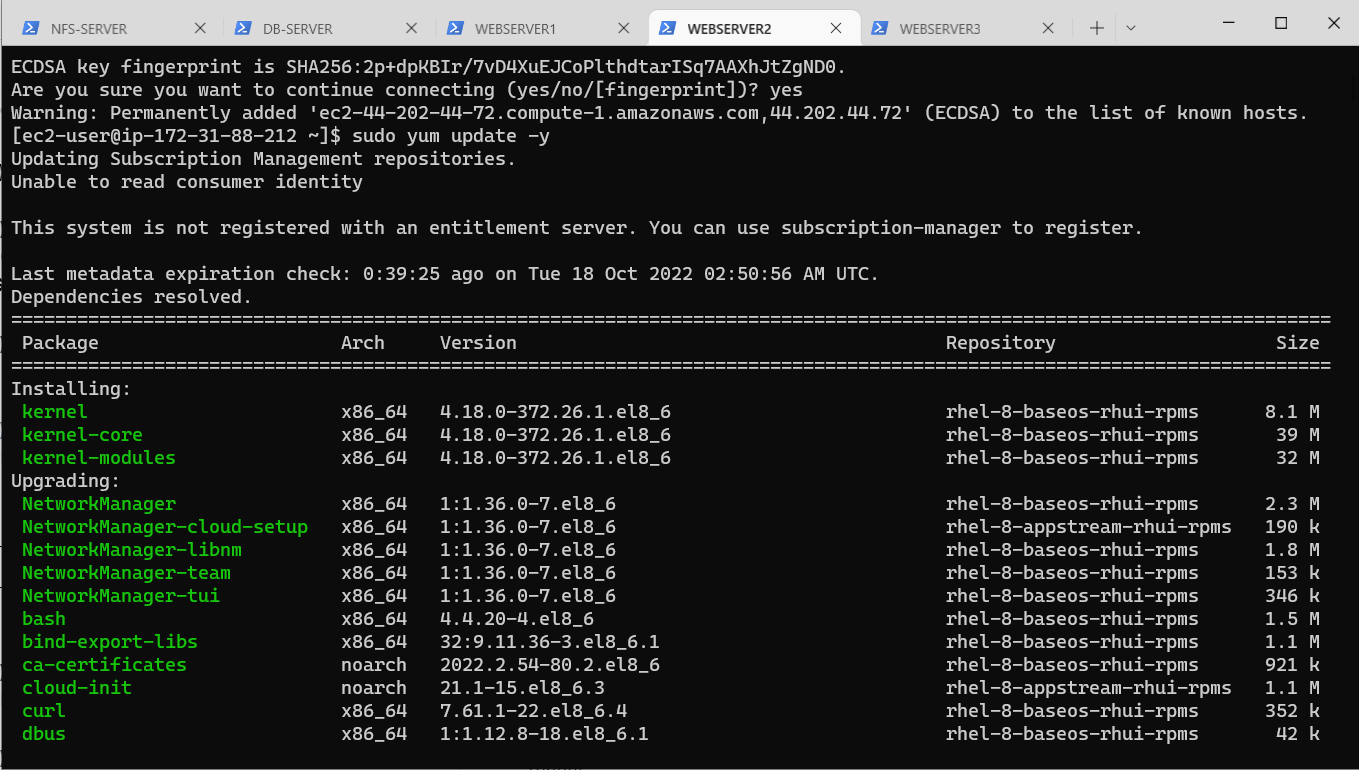 NFS-SERVER DB-SERVER WEBSERVER1 WEBSERVER2 WEBSERVER3
ECDSA key fingerprint is SHA256:2p+dpKBIr/7vD4XuEJCoPlthdtarISq7AAXhJtZgND0.
Are you sure you want to continue connecting (yes/no/[fingerprint])? yes
Warning: Permanently added 'ec2-44-202-44-72.compute-1.amazonaws.com,44.202.44.72' (ECDSA) to the list of known hosts.
[ec2-user@ip-172-31-88-212 ~]$ sudo yum update -y
Updating Subscription Management repositories.
Unable to read consumer identity
This system is not registered with an entitlement server. You can use subscription-manager to register.
Last metadata expiration check: 0:39:25 ago on Tue 18 Oct 2022 02:50:56 AM UTC.
Dependencies resolved.
========================================================================================================================
Package Arch Version Repository Size
========================================================================================================================
Installing:
kernel x86_64 4.18.0-372.26.1.el8_6 rhel-8-baseos-rhui-rpms 8.1 M
kernel-core x86_64 4.18.0-372.26.1.el8_6 rhel-8-baseos-rhui-rpms 39 M
kernel-modules x86_64 4.18.0-372.26.1.el8_6 rhel-8-baseos-rhui-rpms 32 M
Upgrading:
NetworkManager x86_64 1:1.36.0-7.el8_6 rhel-8-baseos-rhui-rpms 2.3 M
NetworkManager-cloud-setup x86_64 1:1.36.0-7.el8_6 rhel-8-appstream-rhui-rpms 190 k
NetworkManager-libnm x86_64 1:1.36.0-7.el8_6 rhel-8-baseos-rhui-rpms 1.8 M
NetworkManager-team x86_64 1:1.36.0-7.el8_6 rhel-8-baseos-rhui-rpms 153 k
NetworkManager-tui x86_64 1:1.36.0-7.el8_6 rhel-8-baseos-rhui-rpms 346 k
bash x86_64 4.4.20-4.el8_6 rhel-8-baseos-rhui-rpms 1.5 M
bind-export-libs x86_64 32:9.11.36-3.el8_6.1 rhel-8-baseos-rhui-rpms 1.1 M
ca-certificates noarch 2022.2.54-80.2.el8_6 rhel-8-baseos-rhui-rpms 921 k
cloud-init noarch 21.1-15.el8_6.3 rhel-8-appstream-rhui-rpms 1.1 M
curl x86_64 7.61.1-22.el8_6.4 rhel-8-baseos-rhui-rpms 352 k
dbus x86_64 1:1.12.8-18.el8_6.1 rhel-8-baseos-rhui-rpms 42 k